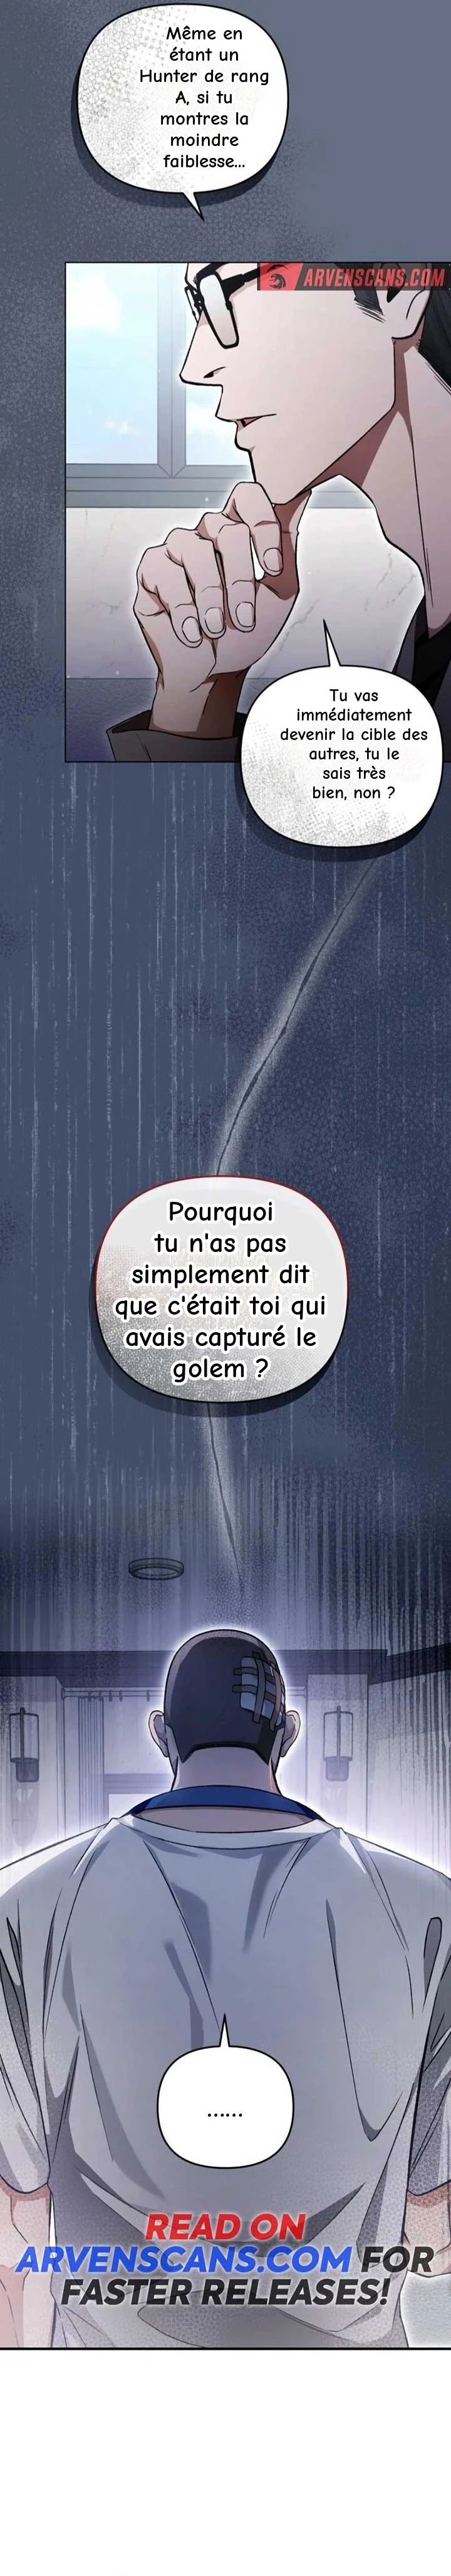 Même en
étant un
Hunter de rang
A, si tu
montres la
moindre
faiblesse...
ARVENSCANS.COM
Tu vas
immédiatement
devenir la cible des
autres, tu le
sais très
bien, non ?
Pourquoi
tu n'as pas
simplement dit
que c'était toi qui
avais capturé le
golem ?
......
READ ON
ARVENSCANS.COM FOR
FASTER RELEASES!